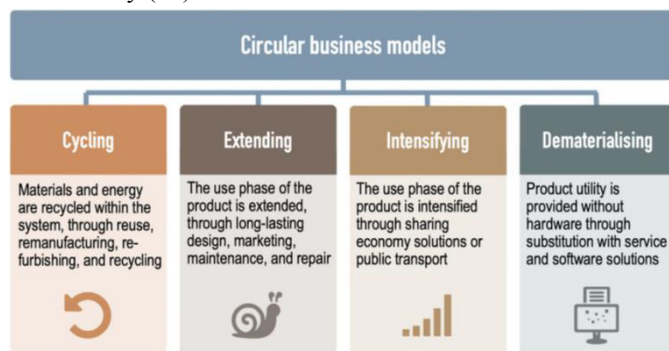 Circular business models
Cycling
Materials and energy
are recycled within the
system, through reuse,
remanufacturing, re-
furbishing, and recycling
Extending
The use phase of the
product is extended,
through long-lasting
design, marketing,
maintenance, and repair
Intensifying
The use phase of the
product is intensified
through sharing
economy solutions or
public transport
Dematerialising
Product utility is
provided without
hardware through
substitution with service
and software solutions